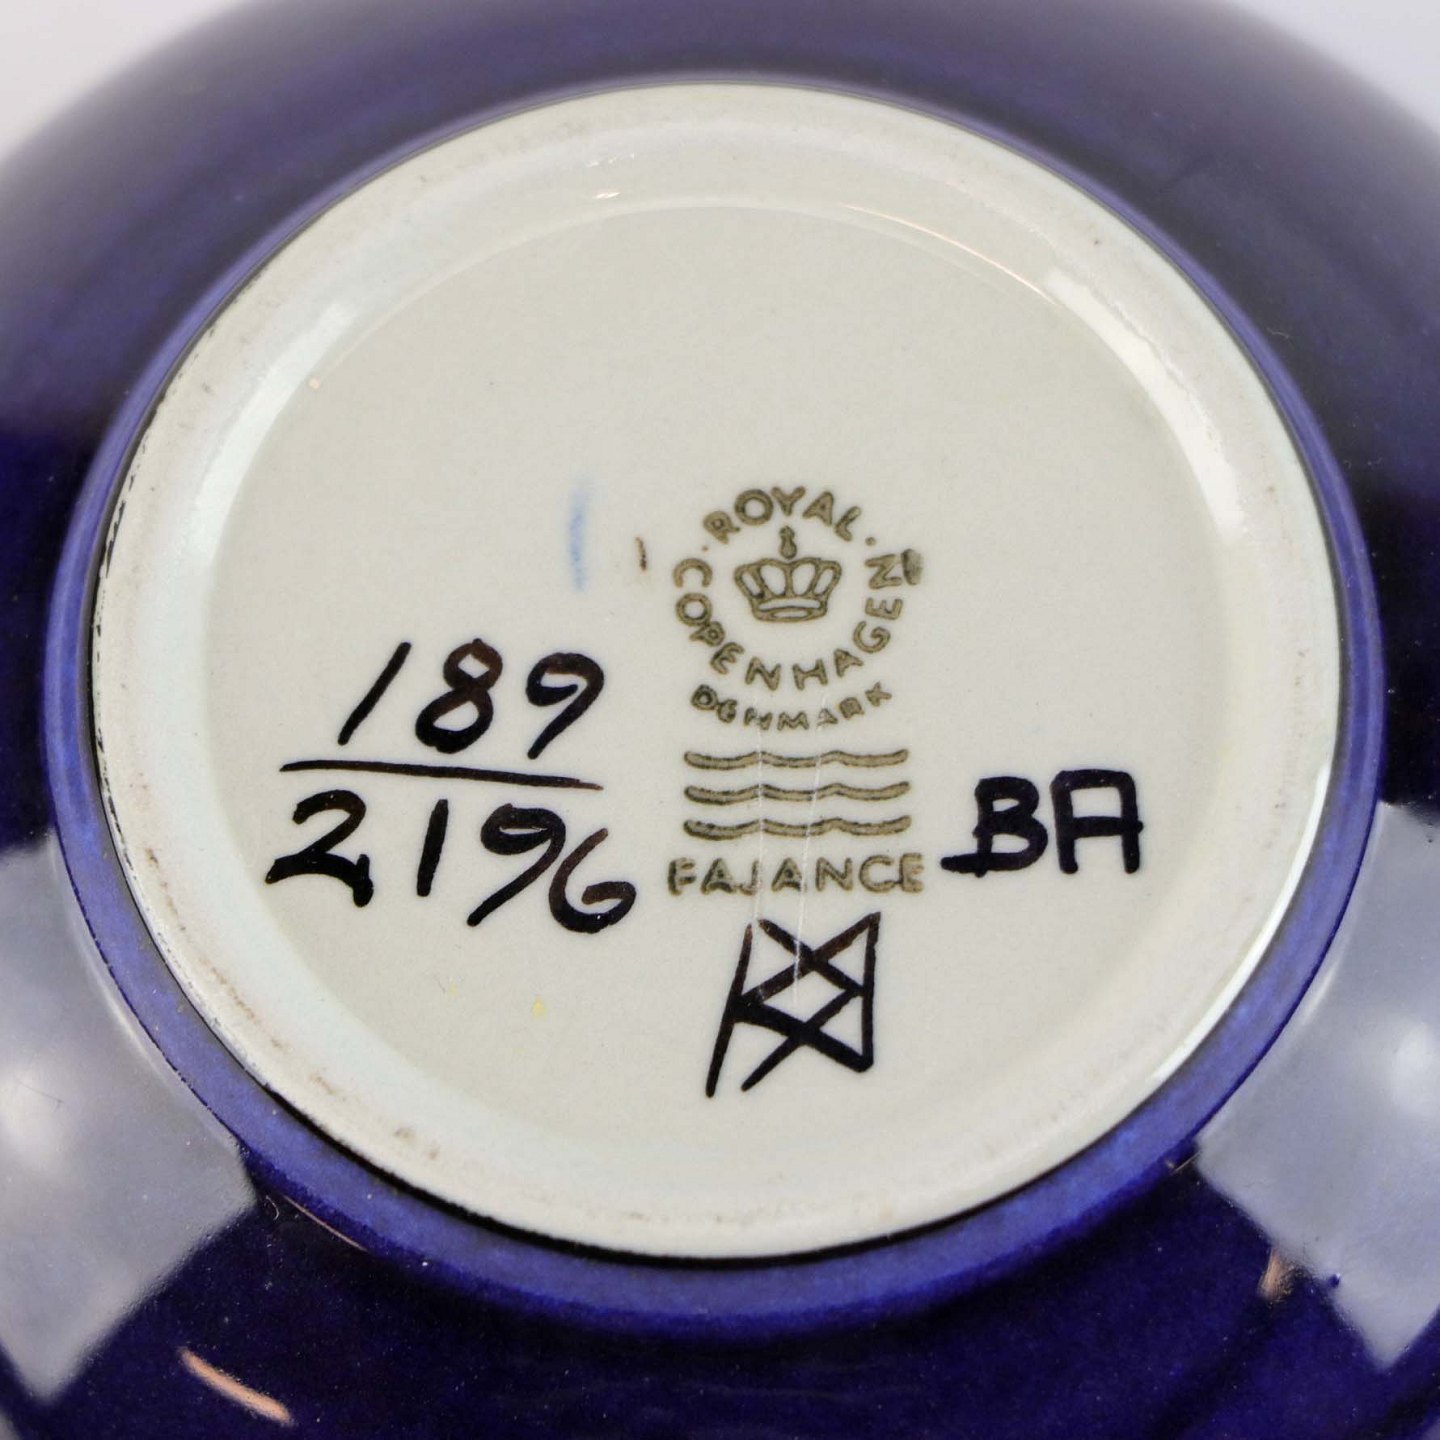 ROYAL
COPENHAGEN
DENMARK
FAJANCE
189
2196
BA